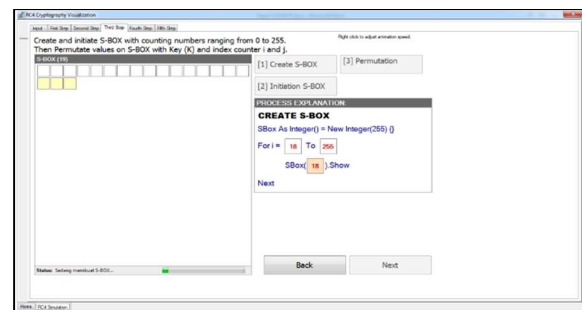 RC4 Cryptography Visualization
Input First Step Second Step Third Step Fourth Step Fifth Step
Create and initiate S-BOX with counting numbers ranging from 0 to 255.
Then Permutate values on S-BOX with Key (K) and index counter i and j.
Right click to adjust animation speed.
S-BOX (19)
[1] Create S-BOX
[3] Permutation
[2] Initiation S-BOX
PROCESS EXPLANATION:
CREATE S-BOX
SBox As Integer() = New Integer(255) {}
For i = 18 To 255
SBox( 18 ).Show
Next
Back
Next
Status: Sedang membuat S-BOX...
Home RC4 Simulation